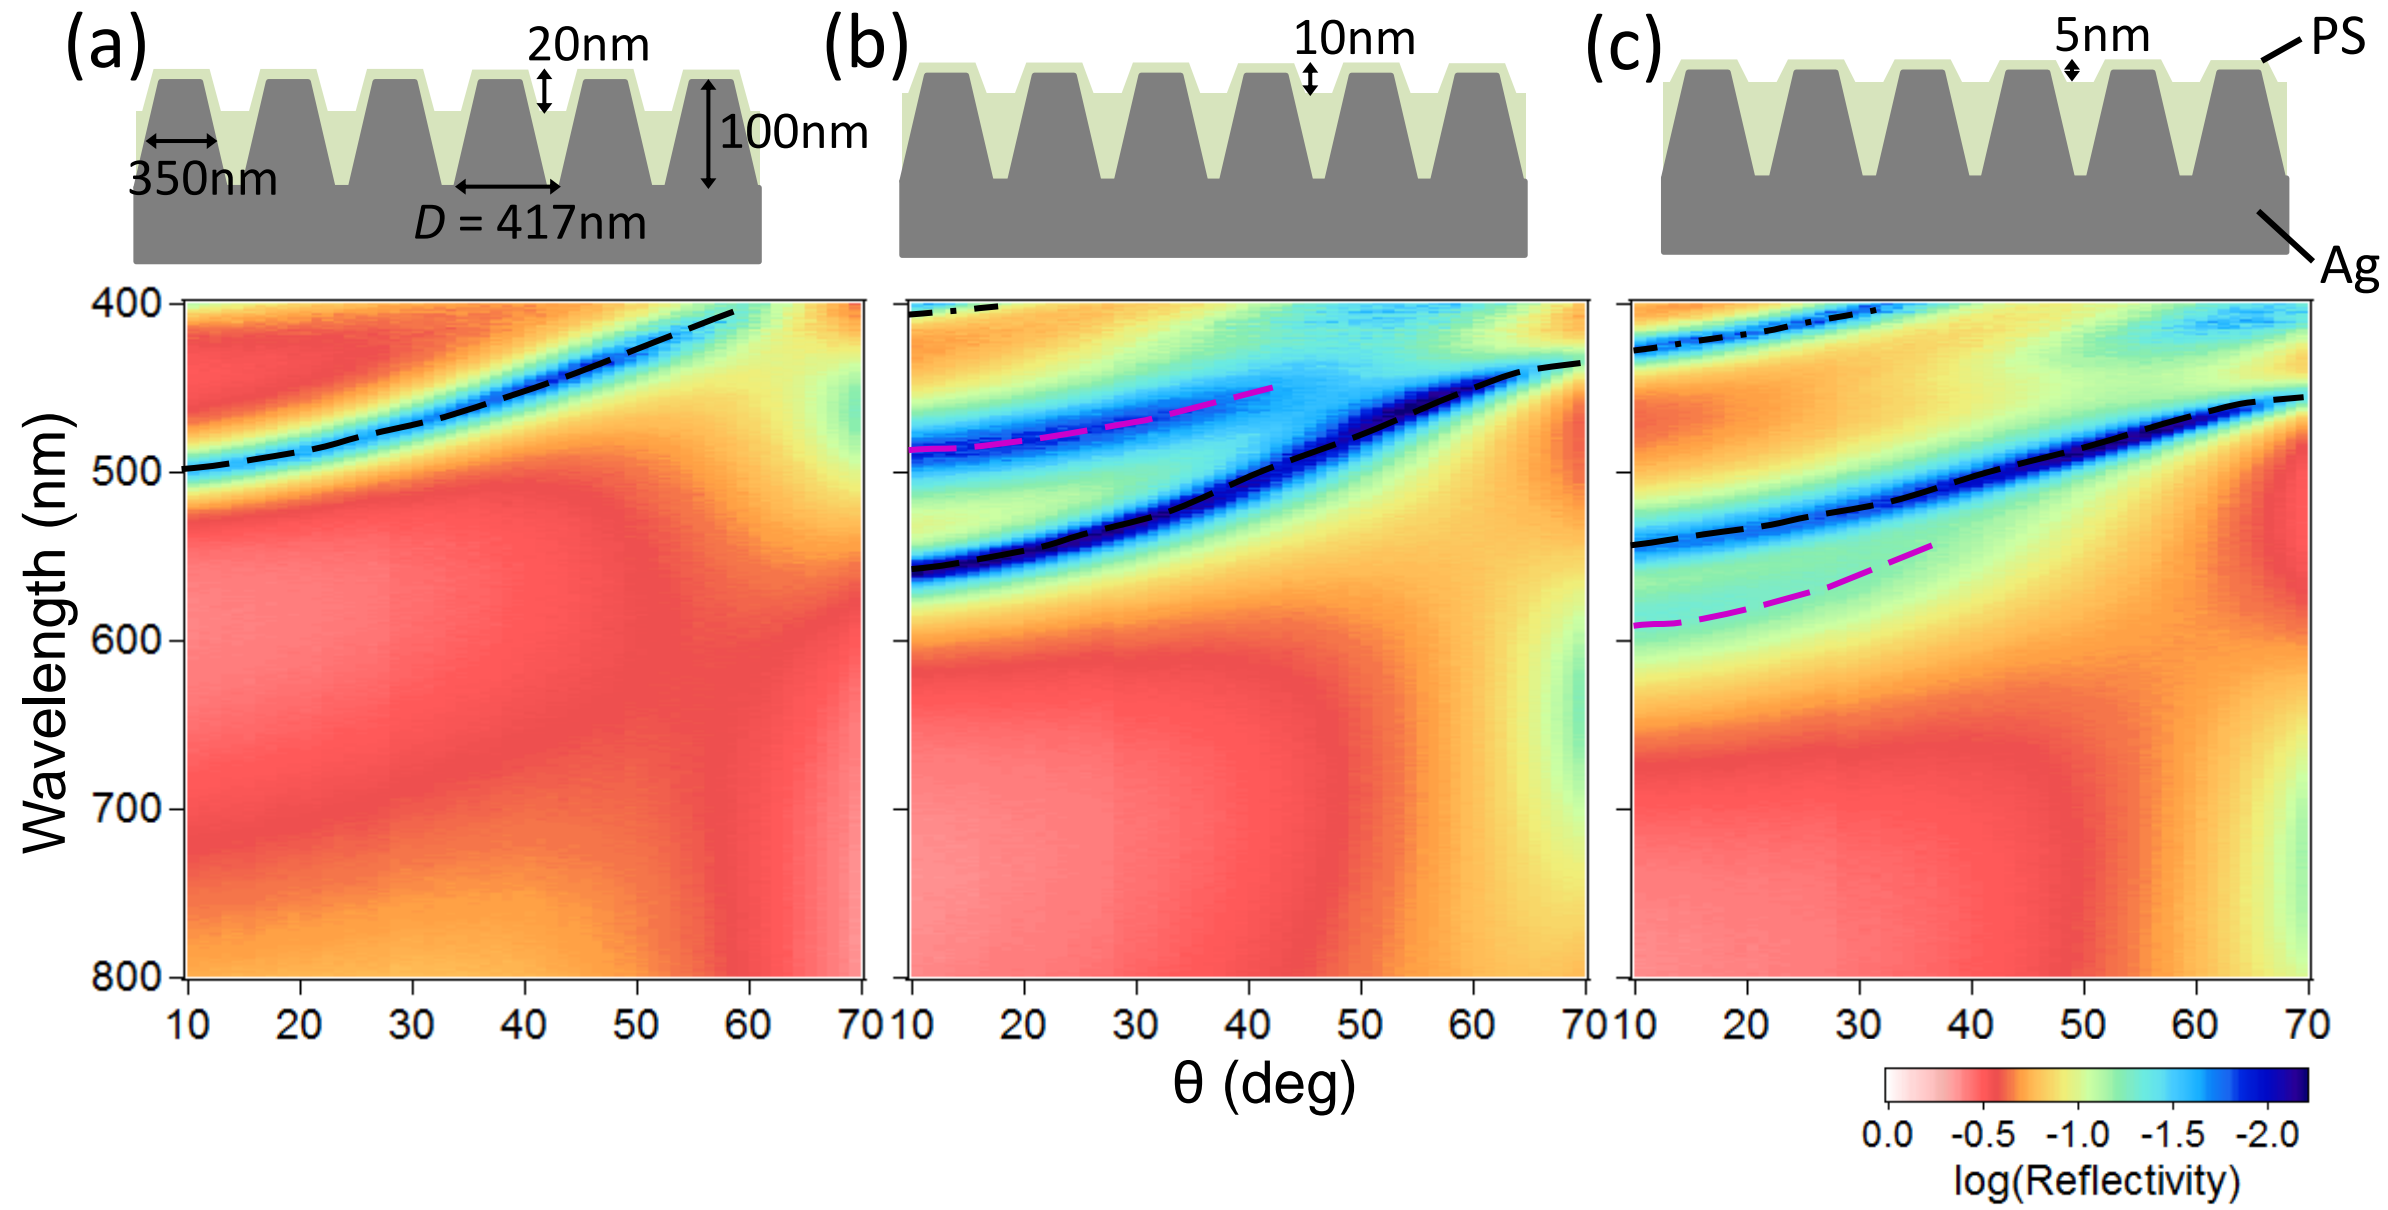 (a)
20nm
100nm
350nm
D = 417nm
(b)
10nm
(c)
5nm
PS
Ag
Wavelength (nm)
400
500
600
700
800
10 20 30 40 50 60 70
10 20 30 40 50 60 70
10 20 30 40 50 60 70
θ (deg)
0.0 -0.5 -1.0 -1.5 -2.0
log(Reflectivity)